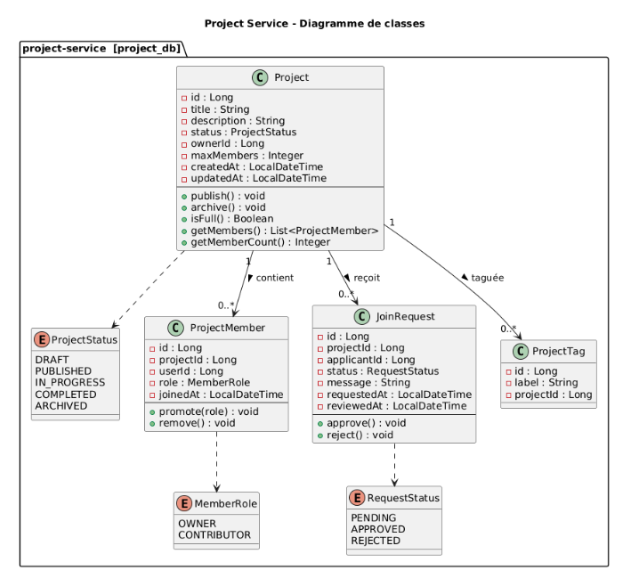 Project Service - Diagramme de classes
project-service [project_db]
C Project
id : Long
title : String
description : String
status : ProjectStatus
ownerId : Long
maxMembers : Integer
createdAt : LocalDateTime
updatedAt : LocalDateTime
publish() : void
archive() : void
isFull() : Boolean
getMembers() : List<ProjectMember>
getMemberCount() : Integer
1
1
1
contient
reçoit
taguée
0..*
0..*
0..*
E ProjectStatus
DRAFT
PUBLISHED
IN_PROGRESS
COMPLETED
ARCHIVED
C ProjectMember
id : Long
projectId : Long
userId : Long
role : MemberRole
joinedAt : LocalDateTime
promote(role) : void
remove() : void
C JoinRequest
id : Long
projectId : Long
applicantId : Long
status : RequestStatus
message : String
requestedAt : LocalDateTime
reviewedAt : LocalDateTime
approve() : void
reject() : void
C ProjectTag
id : Long
label : String
projectId : Long
E MemberRole
OWNER
CONTRIBUTOR
E RequestStatus
PENDING
APPROVED
REJECTED